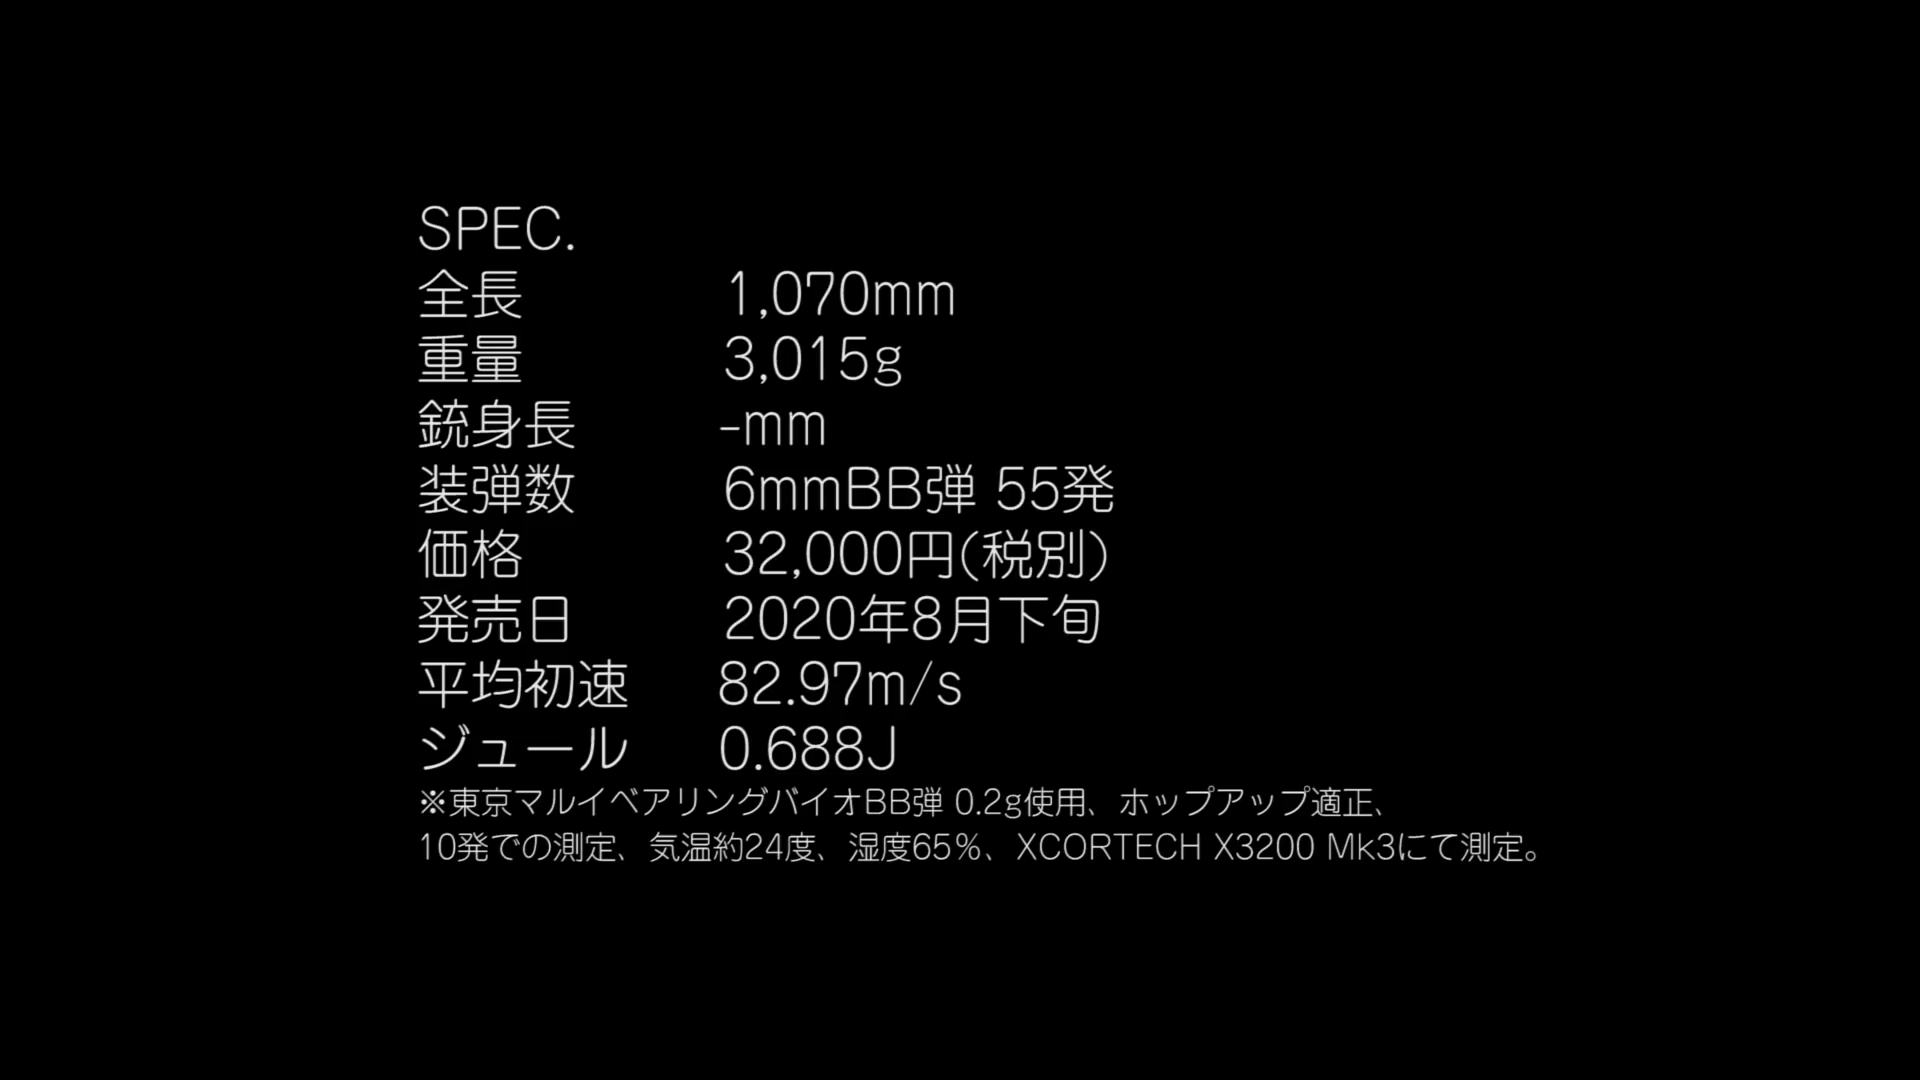 SPEC.
全長 1,070mm
重量 3,015g
銃身長 -mm
装弾数 6mmBB弾 55発
価格 32,000円(税別)
発売日 2020年8月下旬
平均初速 82.97m/s
ジュール 0.688J
※東京マルイベアリングバイオBB弾 0.2g使用、ホップアップ適正、
10発での測定、気温約24度、湿度65%、XCORTECH X3200 Mk3にて測定。